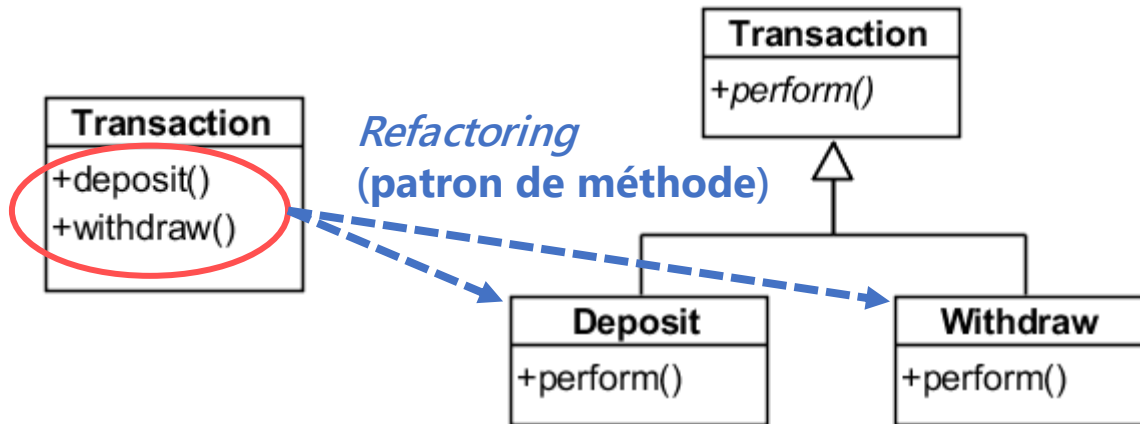 Transaction
+deposit()
+withdraw()
Refactoring
(patron de méthode)
Transaction
+perform()
Deposit
+perform()
Withdraw
+perform()